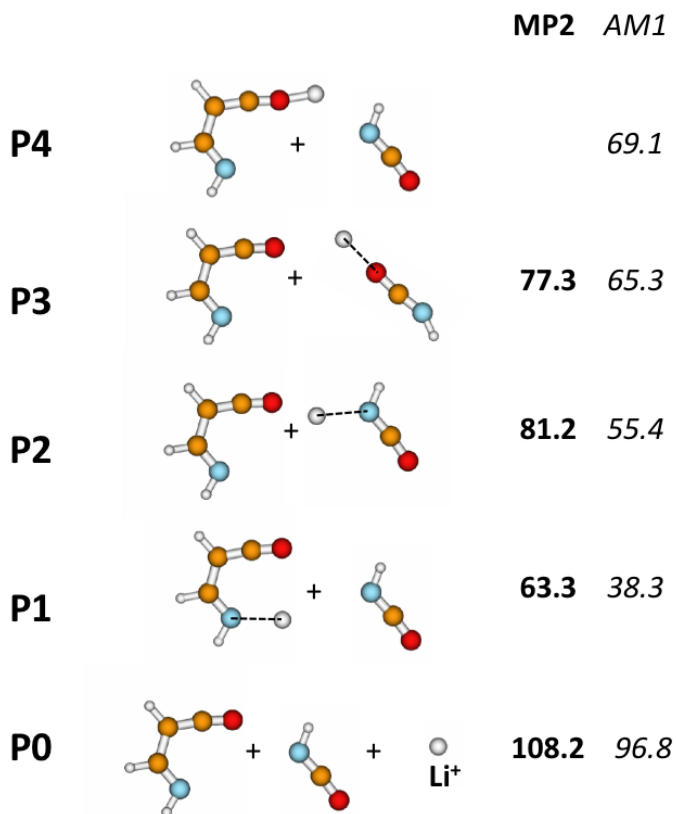 MP2 AM1
P4 + 69.1
P3 + 77.3 65.3
P2 + 81.2 55.4
P1 + 63.3 38.3
P0 + + 108.2 96.8
Li⁺